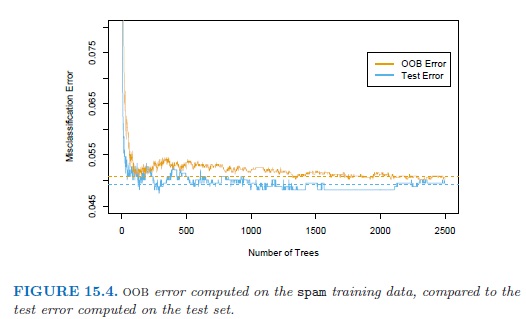 0.075
0.065
0.055
0.045
Misclassification Error
OOB Error
Test Error
0
500
1000
1500
2000
2500
Number of Trees
FIGURE 15.4. OOB error computed on the spam training data, compared to the
test error computed on the test set.